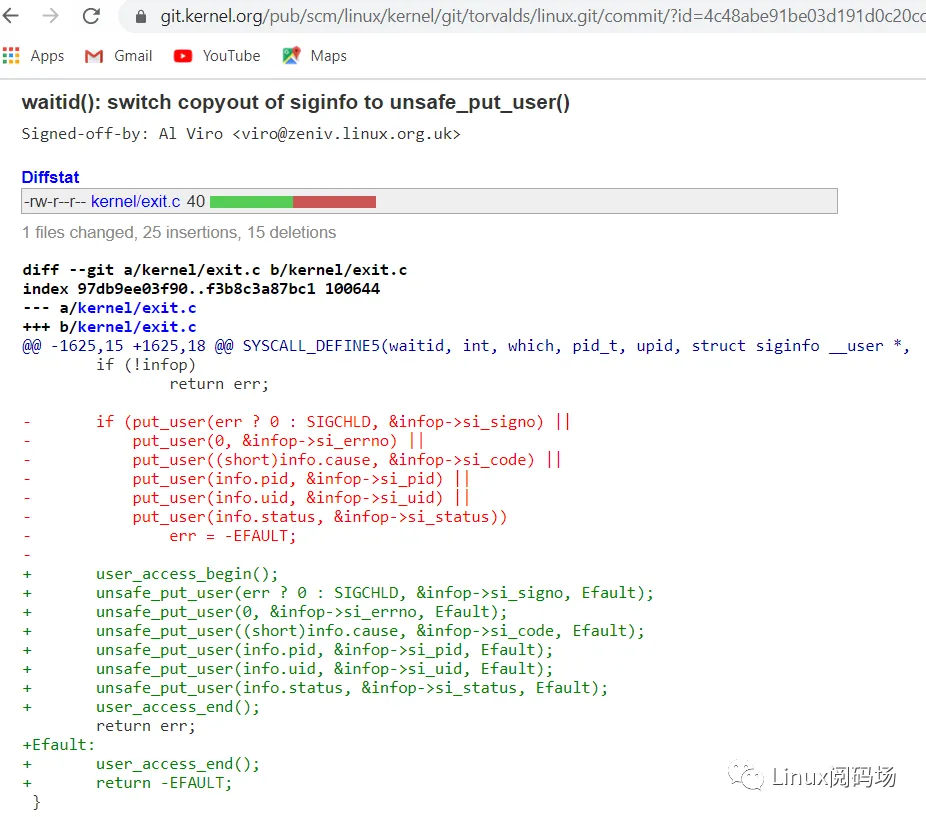 git.kernel.org/pub/scm/linux/kernel/git/torvalds/linux.git/commit/?id=4c48abe91be03d191d0c20cc
Apps Gmail YouTube Maps
waitid(): switch copyout of siginfo to unsafe_put_user()
Signed-off-by: Al Viro <viro@zeniv.linux.org.uk>
Diffstat
-rw-r--r-- kernel/exit.c 40
1 files changed, 25 insertions, 15 deletions
diff --git a/kernel/exit.c b/kernel/exit.c
index 97db9ee03f90..f3b8c3a87bc1 100644
--- a/kernel/exit.c
+++ b/kernel/exit.c
@@ -1625,15 +1625,18 @@ SYSCALL_DEFINE5(waitid, int, which, pid_t, upid, struct siginfo __user *,
        if (!infop)
                return err;
-       if (put_user(err ? 0 : SIGCHLD, &infop->si_signo) ||
-           put_user(0, &infop->si_errno) ||
-           put_user((short)info.cause, &infop->si_code) ||
-           put_user(info.pid, &infop->si_pid) ||
-           put_user(info.uid, &infop->si_uid) ||
-           put_user(info.status, &infop->si_status))
-               err = -EFAULT;
-
+       user_access_begin();
+       unsafe_put_user(err ? 0 : SIGCHLD, &infop->si_signo, Efault);
+       unsafe_put_user(0, &infop->si_errno, Efault);
+       unsafe_put_user((short)info.cause, &infop->si_code, Efault);
+       unsafe_put_user(info.pid, &infop->si_pid, Efault);
+       unsafe_put_user(info.uid, &infop->si_uid, Efault);
+       unsafe_put_user(info.status, &infop->si_status, Efault);
+       user_access_end();
        return err;
+Efault:
+       user_access_end();
+       return -EFAULT;
 }
Linux阅码场